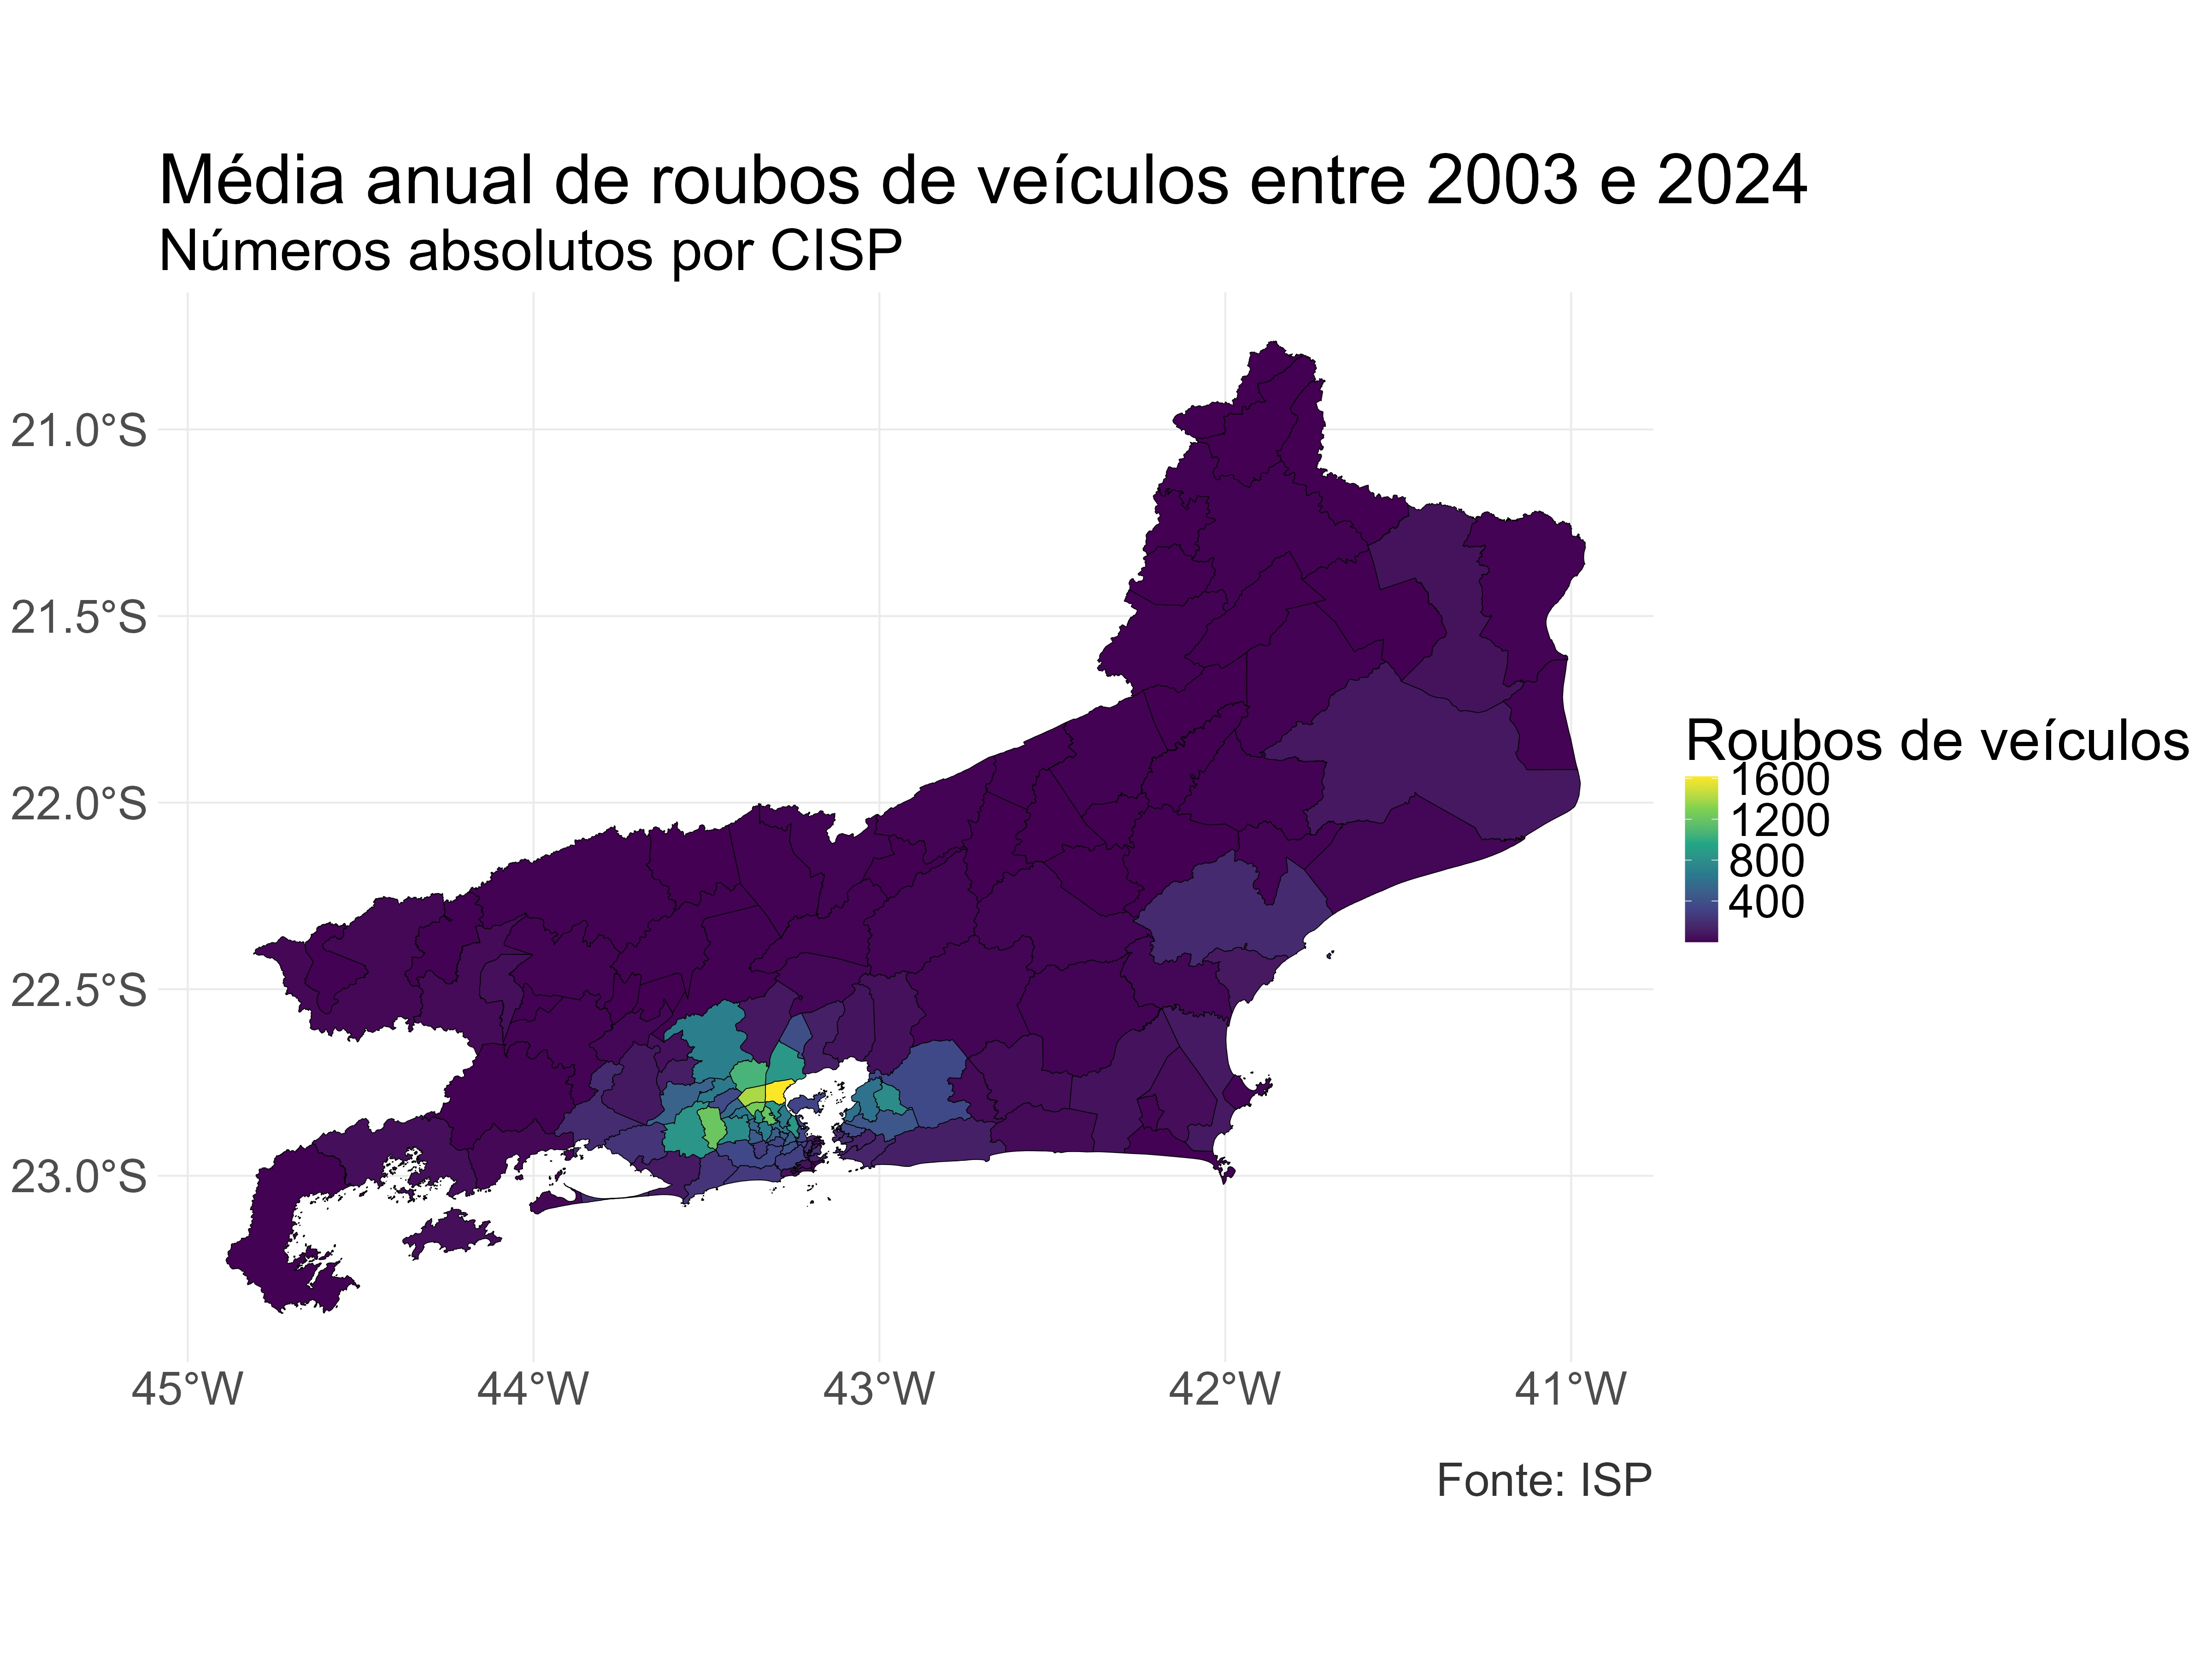 Média anual de roubos de veículos entre 2003 e 2024
Números absolutos por CISP
21.0°S
21.5°S
22.0°S
22.5°S
23.0°S
45°W
44°W
43°W
42°W
41°W
Roubos de veículos
1600
1200
800
400
Fonte: ISP